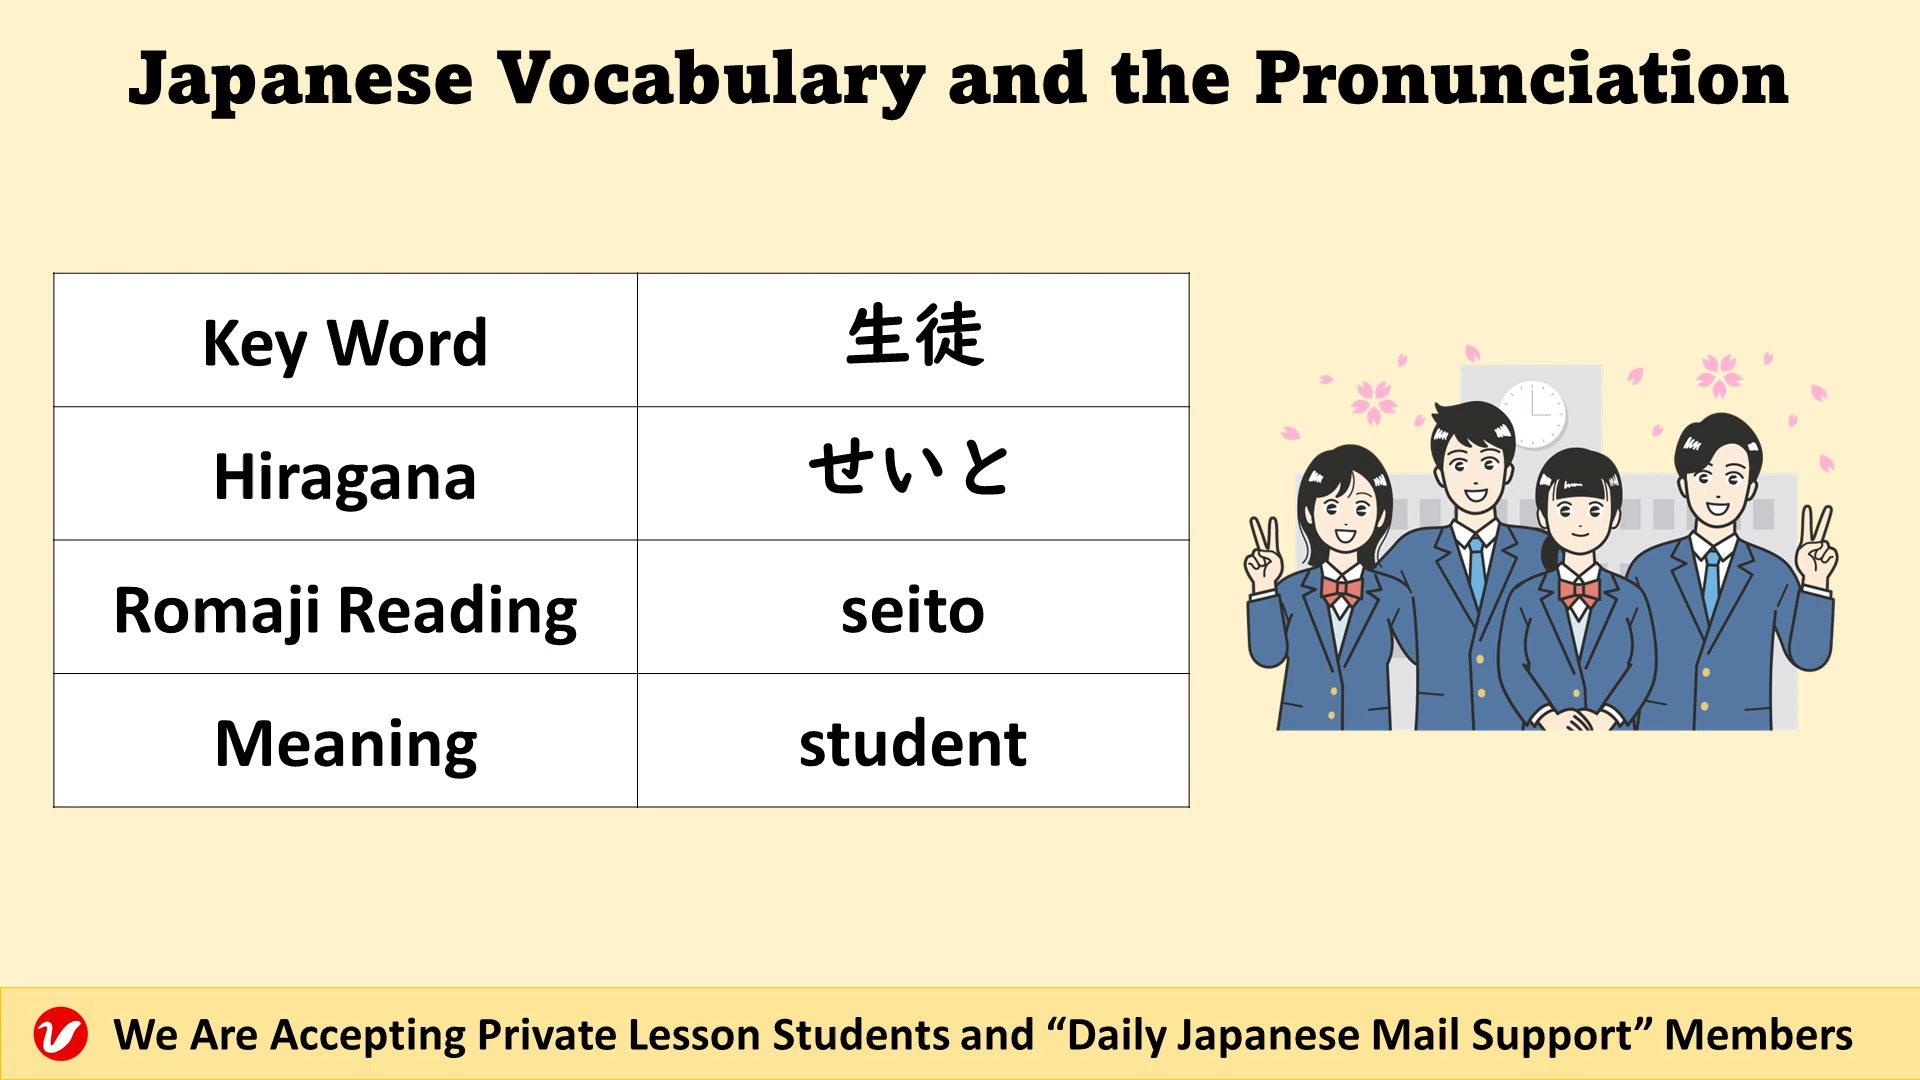 Japanese Vocabulary and the Pronunciation
Key Word 生徒
Hiragana せいと
Romaji Reading seito
Meaning student
We Are Accepting Private Lesson Students and “Daily Japanese Mail Support” Members